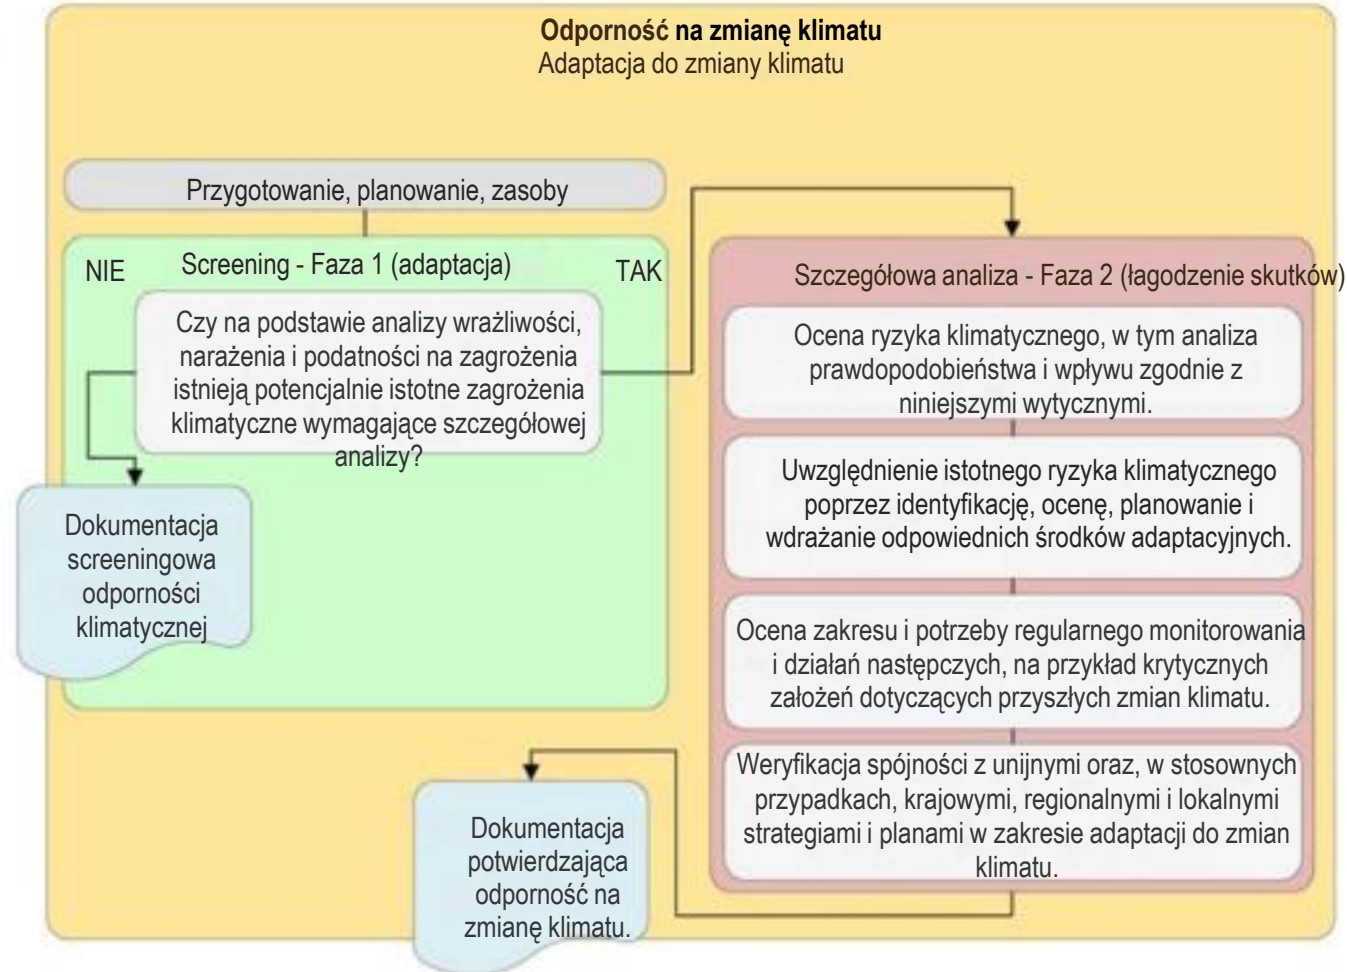 Odporność na zmianę klimatu
Adaptacja do zmiany klimatu
Przygotowanie, planowanie, zasoby
NIE
Screening - Faza 1 (adaptacja)
TAK
Czy na podstawie analizy wrażliwości,
narażenia i podatności na zagrożenia
istnieją potencjalnie istotne zagrożenia
klimatyczne wymagające szczegółowej
analizy?
Dokumentacja
screeningowa
odporności
klimatycznej
Szczegółowa analiza - Faza 2 (łagodzenie skutków)
Ocena ryzyka klimatycznego, w tym analiza
prawdopodobieństwa i wpływu zgodnie z
niniejszymi wytycznymi.
Uwzględnienie istotnego ryzyka klimatycznego
poprzez identyfikację, ocenę, planowanie i
wdrażanie odpowiednich środków adaptacyjnych.
Ocena zakresu i potrzeby regularnego monitorowania
i działań następczych, na przykład krytycznych
założeń dotyczących przyszłych zmian klimatu.
Weryfikacja spójności z unijnymi oraz, w stosownych
przypadkach, krajowymi, regionalnymi i lokalnymi
strategiami i planami w zakresie adaptacji do zmian
klimatu.
Dokumentacja
potwierdzająca
odporność na
zmianę klimatu.